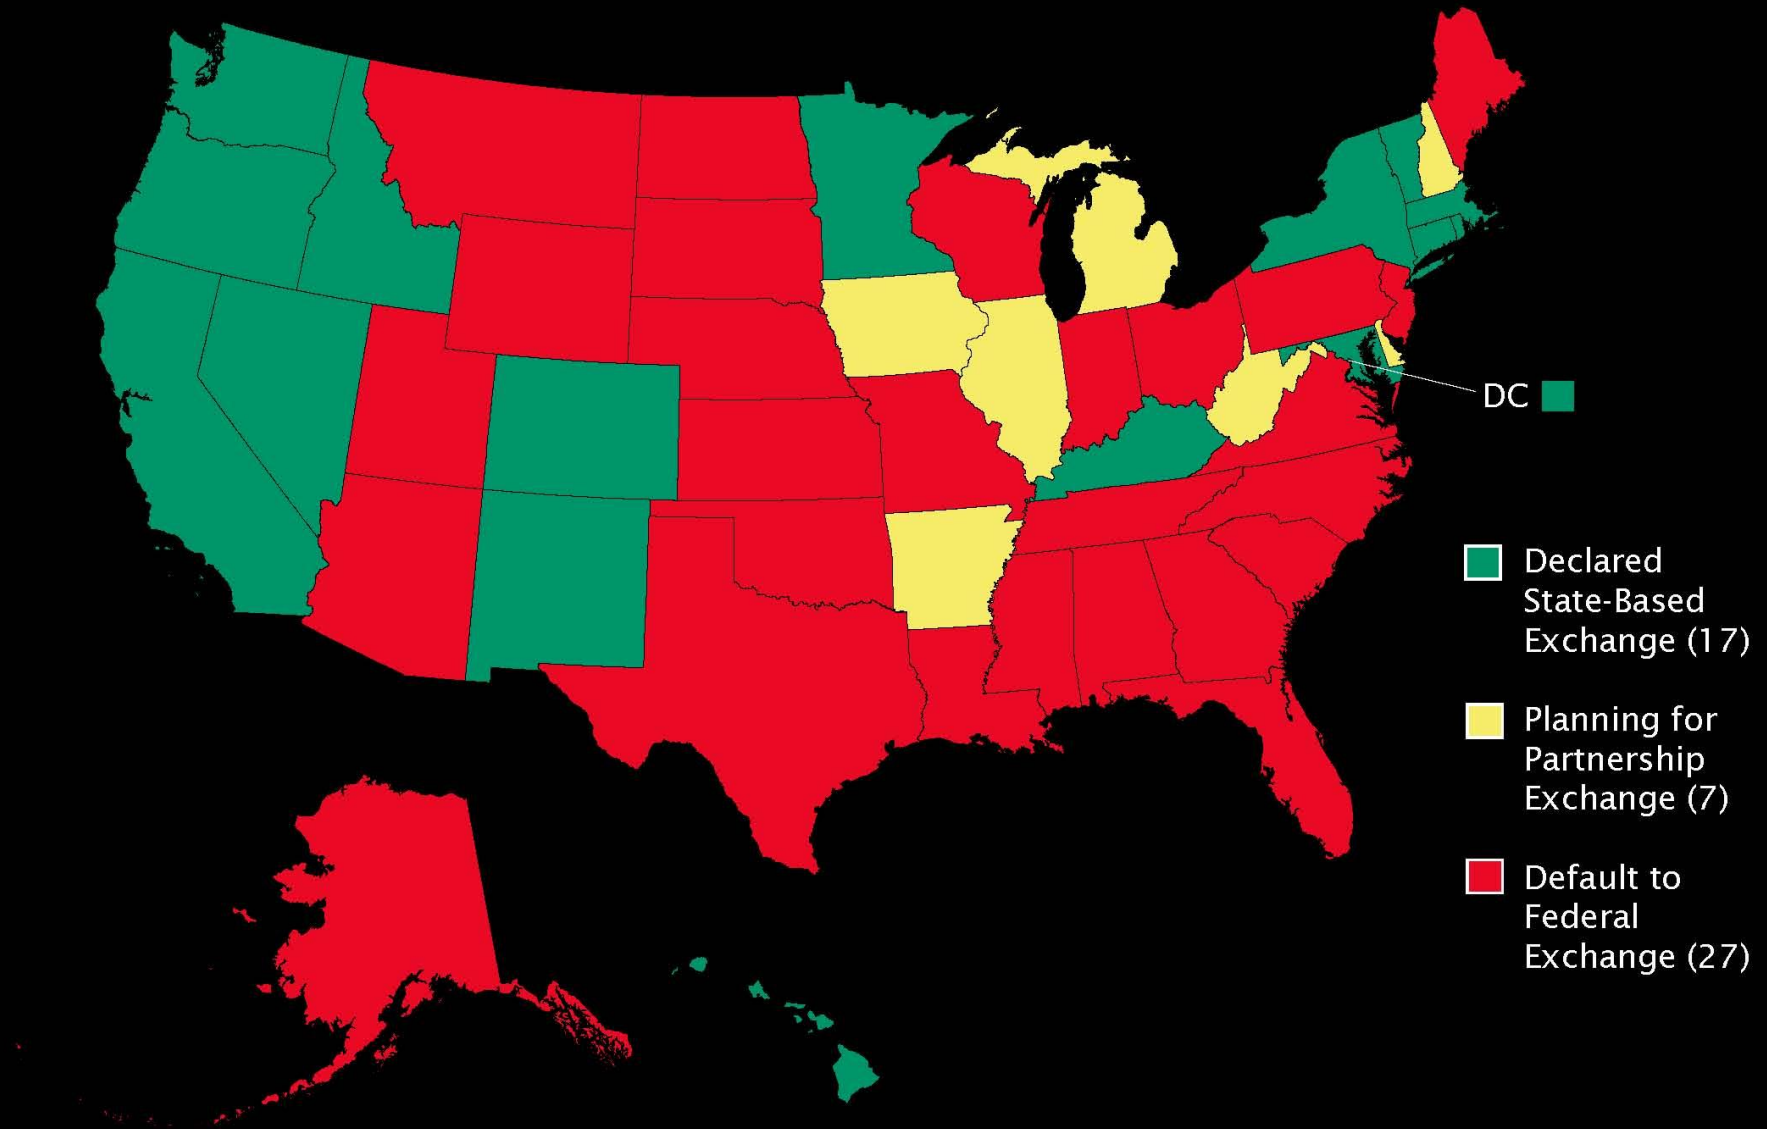 DC
Declared
State-Based
Exchange (17)
Planning for
Partnership
Exchange (7)
Default to
Federal
Exchange (27)